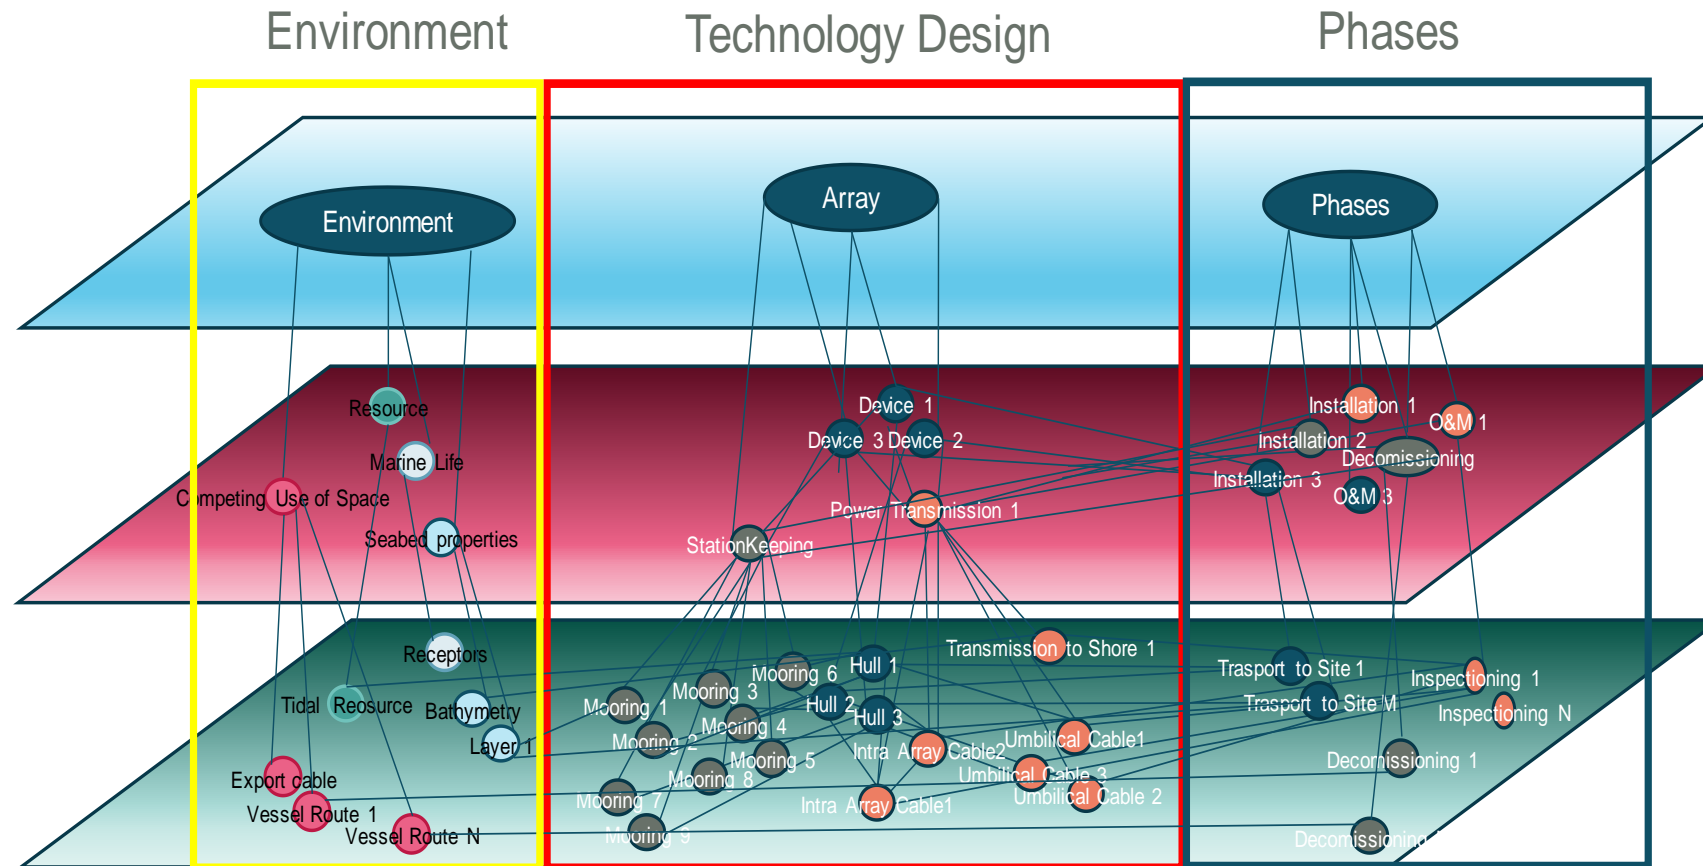 Environment
Technology Design
Phases
Environment
Array
Phases
Resource
Marine Life
Competing Use of Space
Seabed properties
Device 1
Device 3
Device 2
Power Transmission 1
StationKeeping
Installation 1
O&M 1
Installation 2
Decomissioning
Installation 3
O&M 3
Receptors
Tidal Reosurce
Bathymetry
Layer 1
Export cable
Vessel Route 1
Vessel Route N
Transmission to Shore 1
Mooring 6
Hull 1
Mooring 3
Mooring 1
Hull 2
Hull 3
Mooring 4
Mooring 2
Umbilical Cable1
Intra Array Cable2
Mooring 5
Mooring 8
Umbilical Cable 3
Umbilical Cable 2
Mooring 7
Intra Array Cable1
Mooring 9
Trasport to Site 1
Trasport to Site M
Inspectioning 1
Inspectioning N
Decomissioning 1
Decomissioning